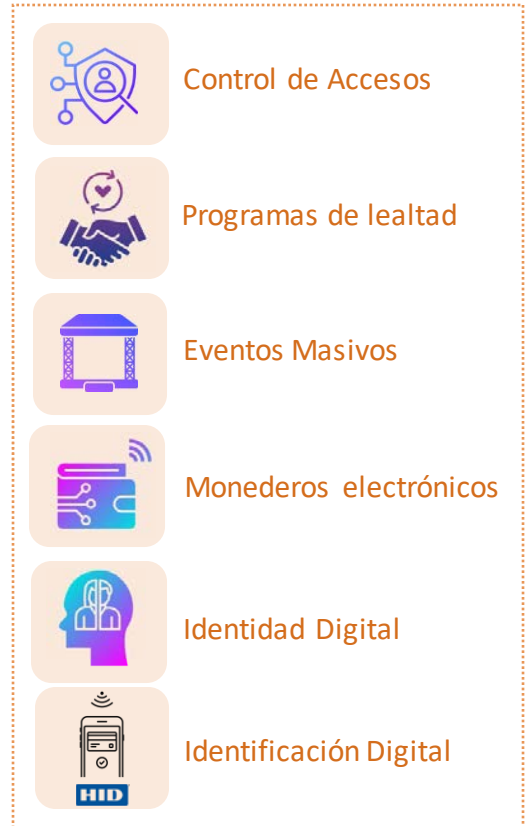 Control de Accesos
Programas de lealtad
Eventos Masivos
Monederos electrónicos
Identidad Digital
Identificación Digital
HID